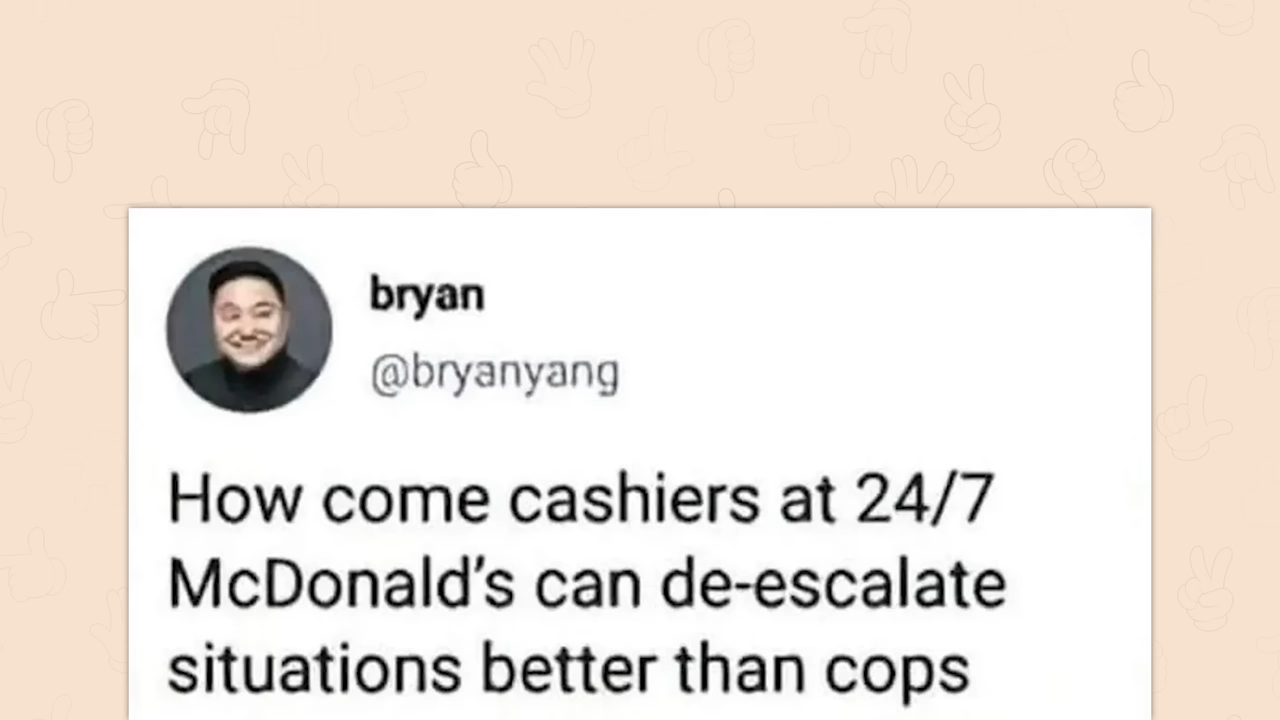 bryan
@bryanyang
How come cashiers at 24/7
McDonald's can de-escalate
situations better than cops